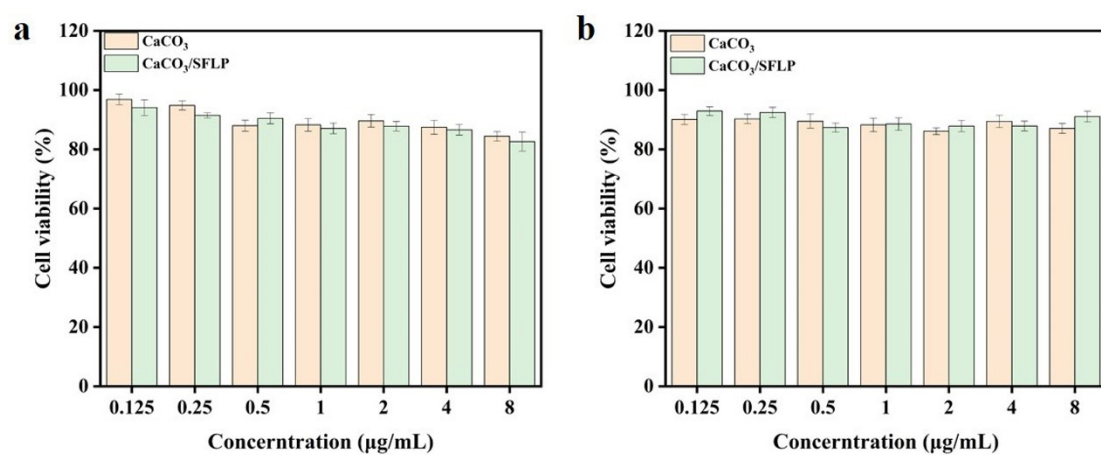 a
Cell viability (%)
120
100
80
60
40
20
0
CaCO₃
CaCO₃/SFLP
0.125 0.25 0.5 1 2 4 8
Concerntration (μg/mL)
b
Cell viability (%)
120
100
80
60
40
20
0
CaCO₃
CaCO₃/SFLP
0.125 0.25 0.5 1 2 4 8
Concerntration (μg/mL)